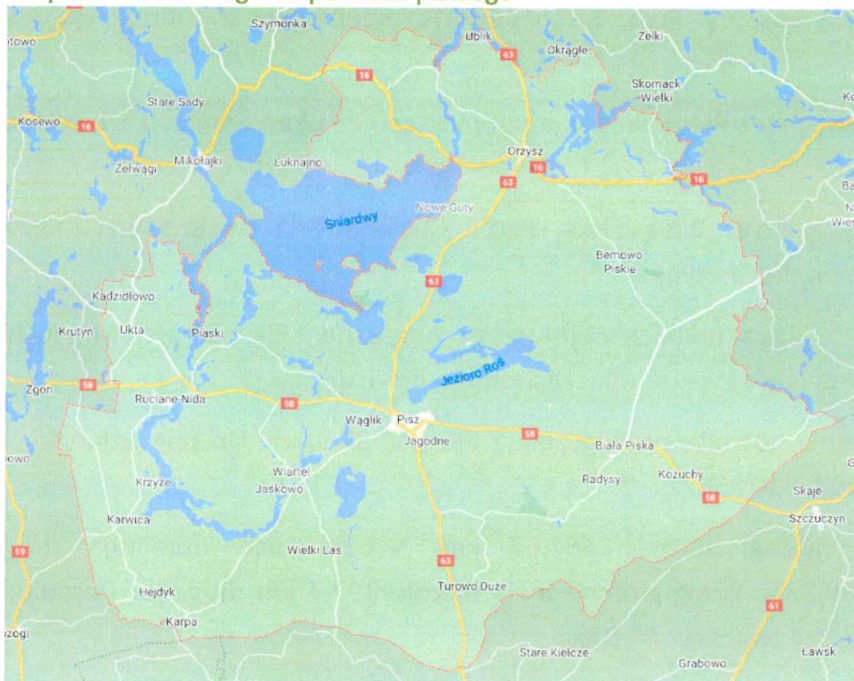 Szymonka
Ublik
63
Okrągłe
Zelki
16
Skomack
Wielki
Stare Sady
Kosewo
16
Mikołajki
Zełwągi
Łuknajno
Orzysz
16
63
16
16
Nowe Guty
Śniardwy
Bemowo
Piskie
63
Kadzidłowo
Krutyń
Ukta
Piaski
Zgon
58
Ruciane-Nida
58
Jezioro Roś
Wąglik
Pisz
Jagodne
58
Biała Piska
Radysy
Kożuchy
58
Skaje
Szczuczyn
Wiartel
Jaśkowo
Krzyże
Karwica
59
Wielki Las
63
Turowo Duże
Hejdyk
Karpa
61
Stare Kiełcze
Grabowo
Ławsk